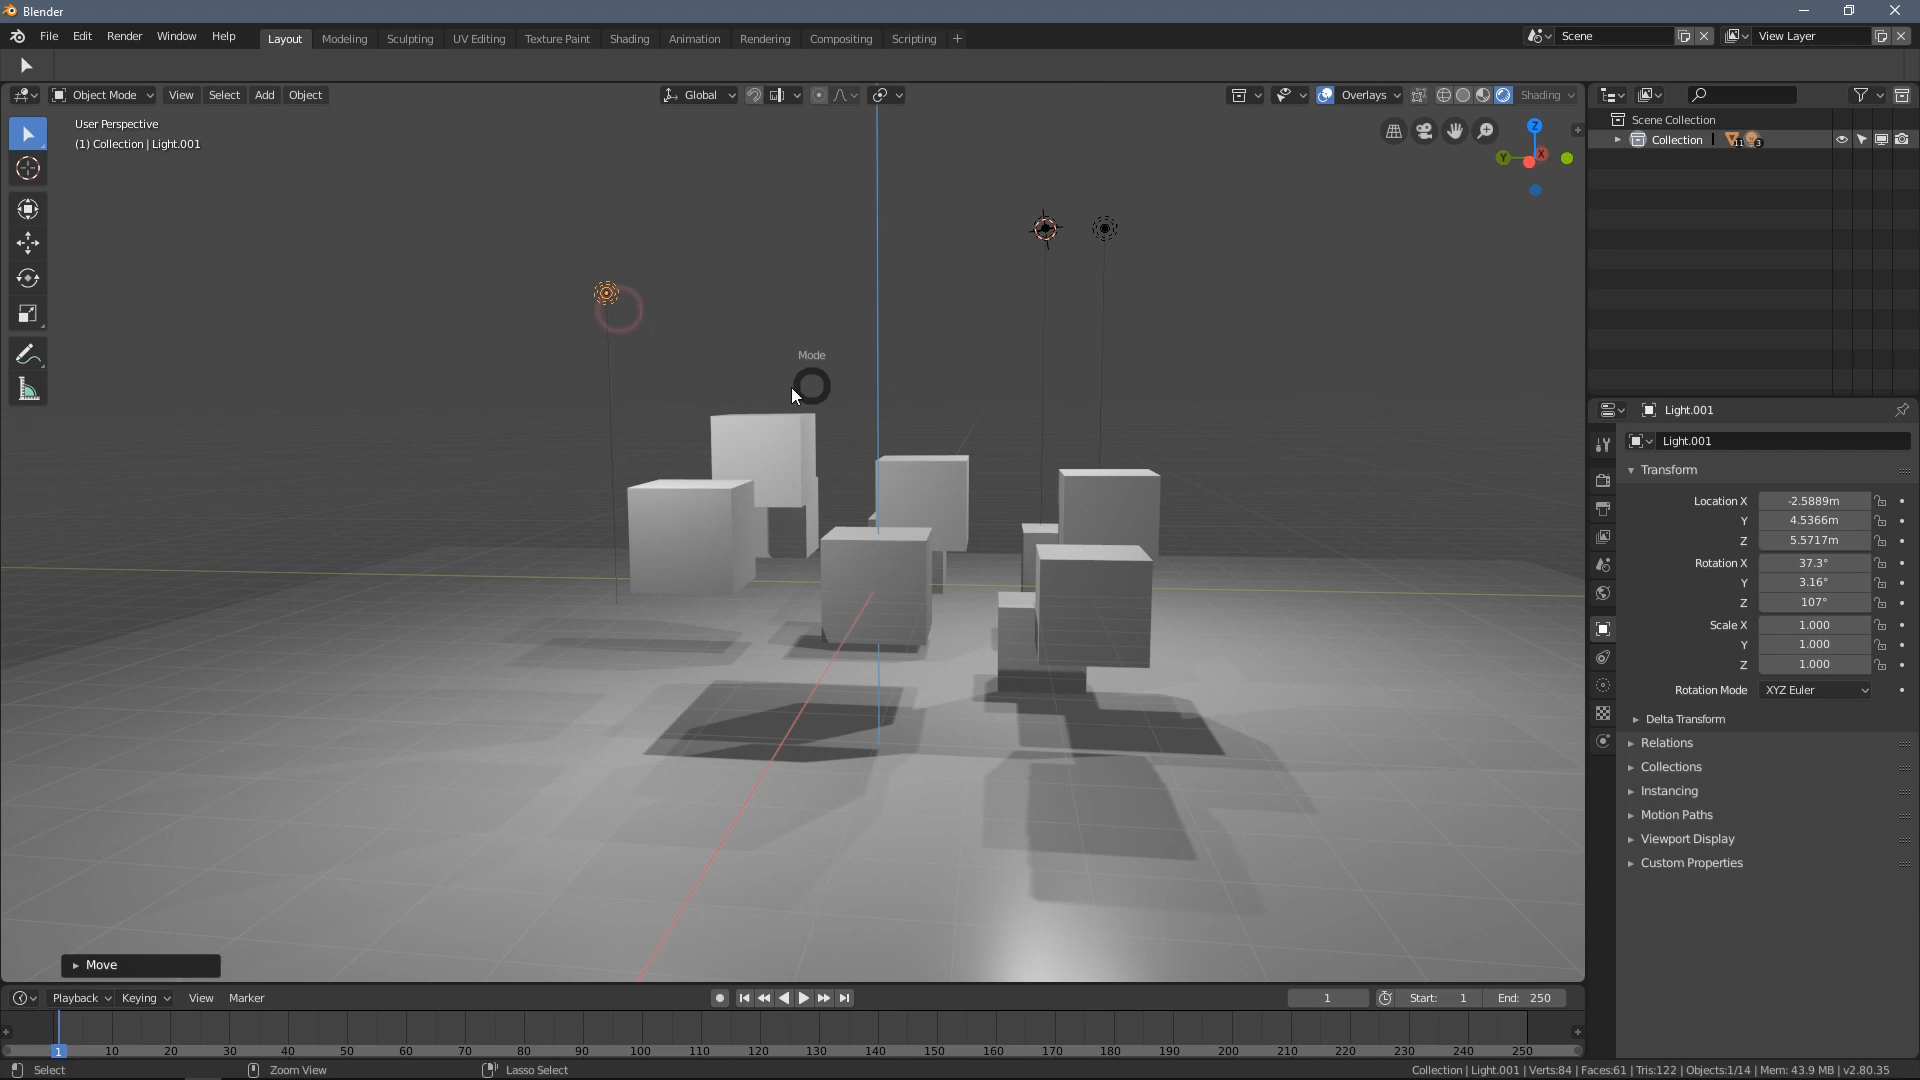 Blender
File Edit Render Window Help Layout Modeling Sculpting UV Editing Texture Paint Shading Animation Rendering Compositing Scripting + Scene View Layer
Object Mode View Select Add Object Global Overlays Shading
User Perspective
(1) Collection | Light.001
Z
Y X
Mode
Scene Collection
Collection 11 3
Light.001
Light.001
Transform
Location X -2.5889m
Y 4.5366m
Z 5.5717m
Rotation X 37.3°
Y 3.16°
Z 107°
Scale X 1.000
Y 1.000
Z 1.000
Rotation Mode XYZ Euler
Delta Transform
Relations
Collections
Instancing
Motion Paths
Viewport Display
Custom Properties
Move
Playback Keying View Marker 1 Start: 1 End: 250
1 10 20 30 40 50 60 70 80 90 100 110 120 130 140 150 160 170 180 190 200 210 220 230 240 250
Select Zoom View Lasso Select Collection | Light.001 | Verts:84 | Faces:61 | Tris:122 | Objects:1/14 | Mem: 43.9 MB | v2.80.35